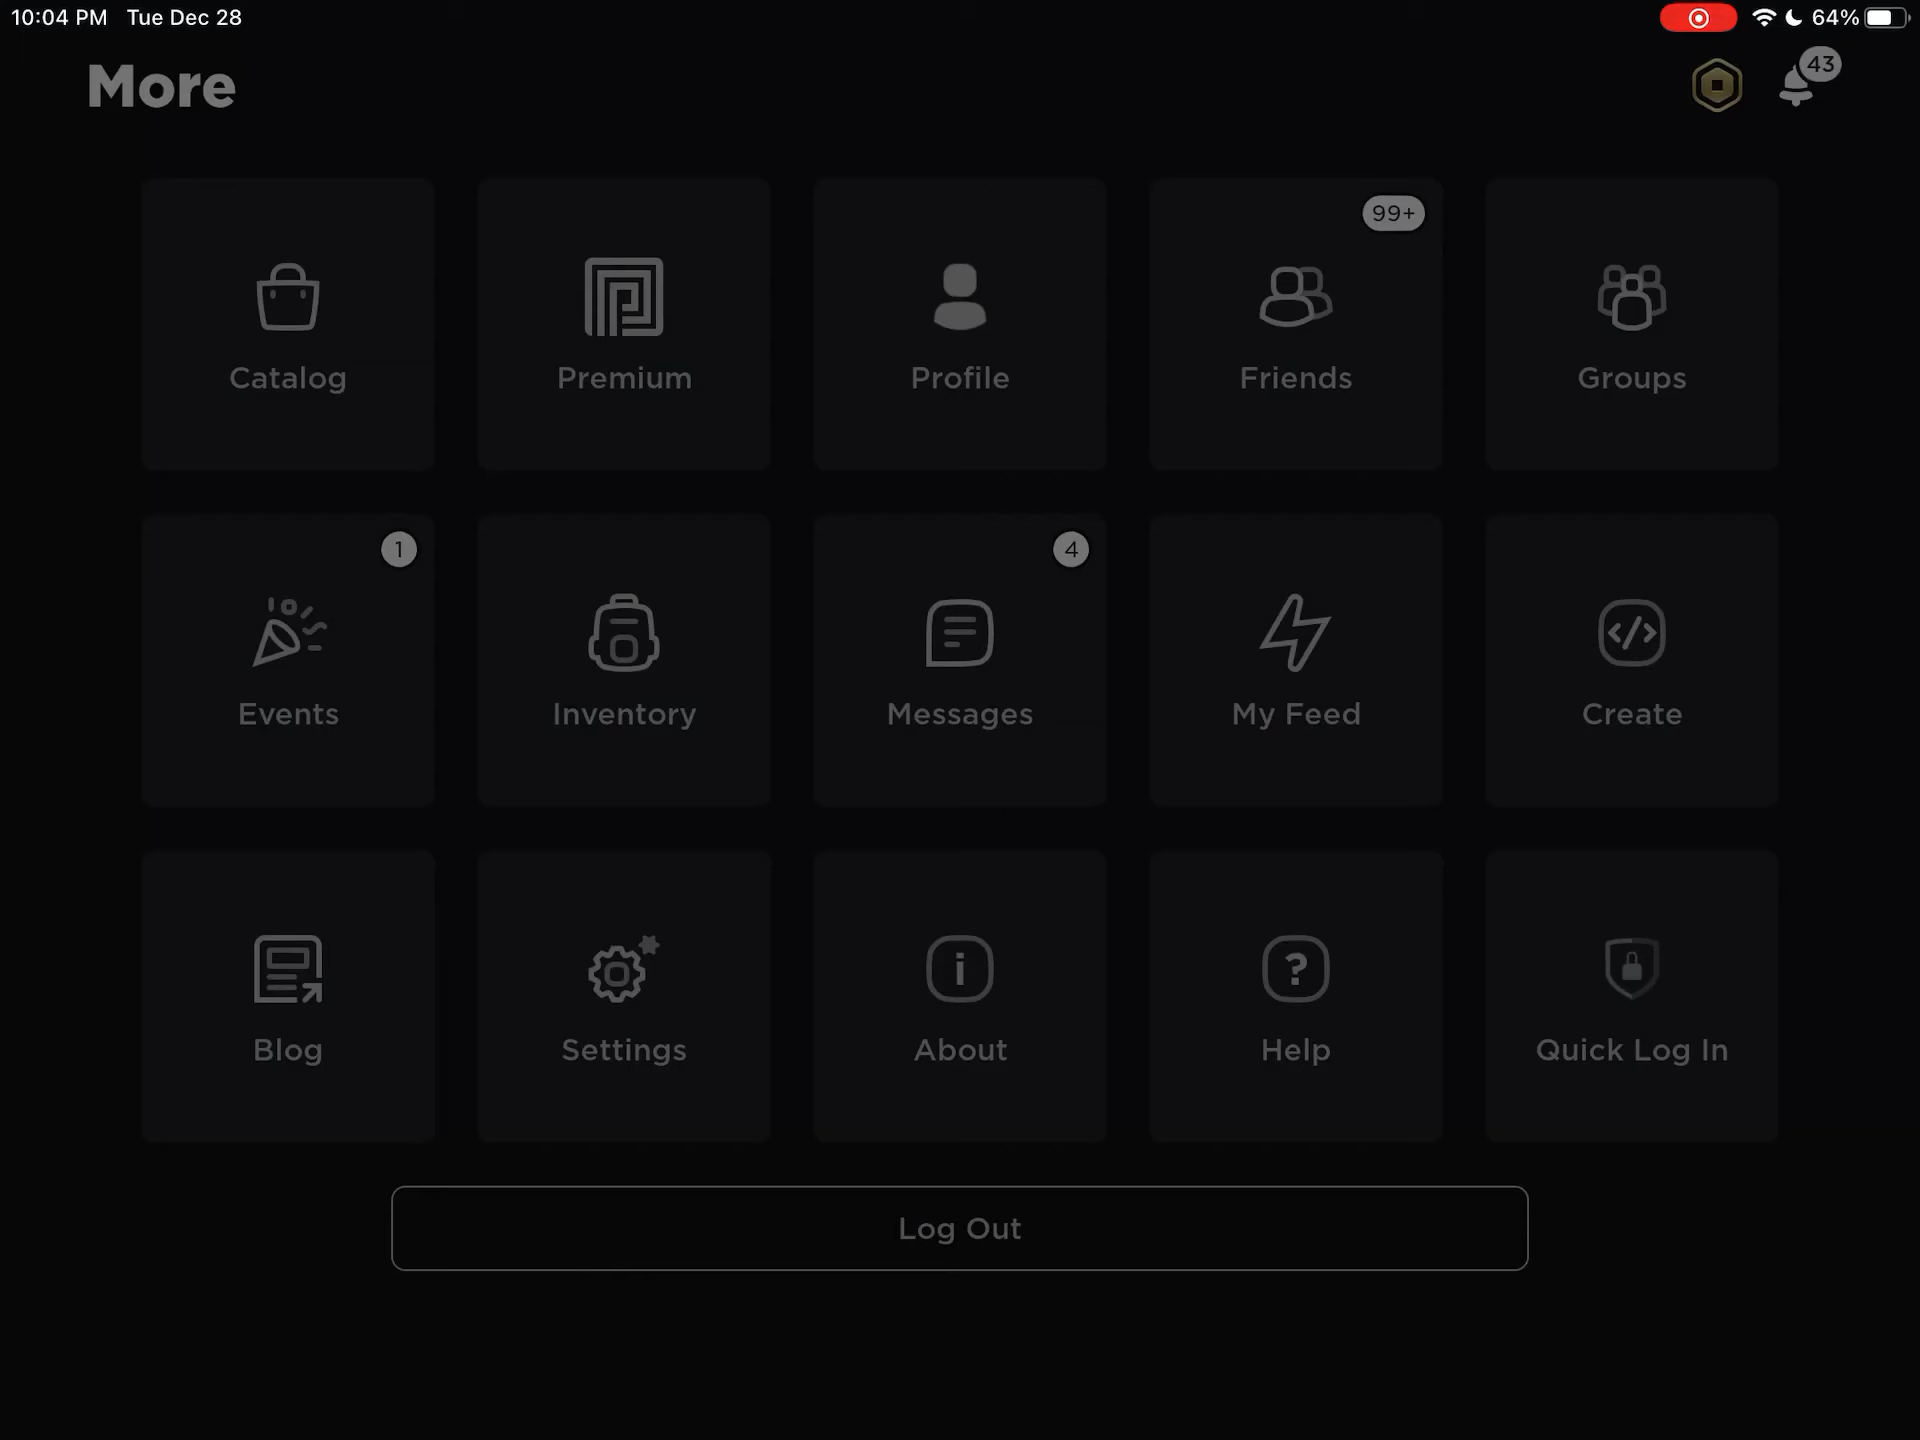 10:04 PM Tue Dec 28 64%
More 43
99+
Catalog Premium Profile Friends Groups
1 4
Events Inventory Messages My Feed Create
Blog Settings About Help Quick Log In
Log Out